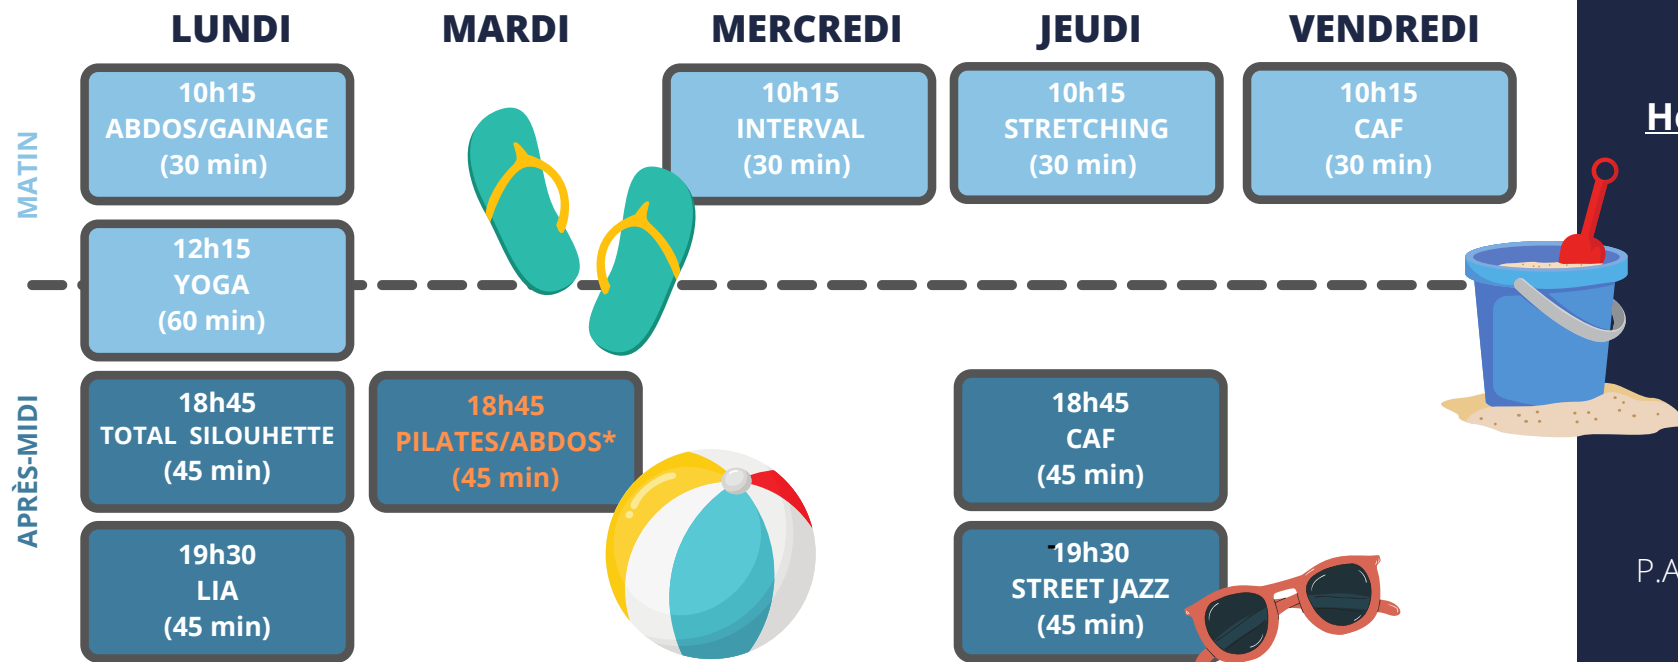 LUNDI
MARDI
MERCREDI
JEUDI
VENDREDI
MATIN
10h15
ABDOS/GAINAGE
(30 min)
10h15
INTERVAL
(30 min)
10h15
STRETCHING
(30 min)
10h15
CAF
(30 min)
12h15
YOGA
(60 min)
APRÈS-MIDI
18h45
TOTAL SILOUHETTE
(45 min)
18h45
PILATES/ABDOS*
(45 min)
18h45
CAF
(45 min)
19h30
LIA
(45 min)
19h30
STREET JAZZ
(45 min)
P.A